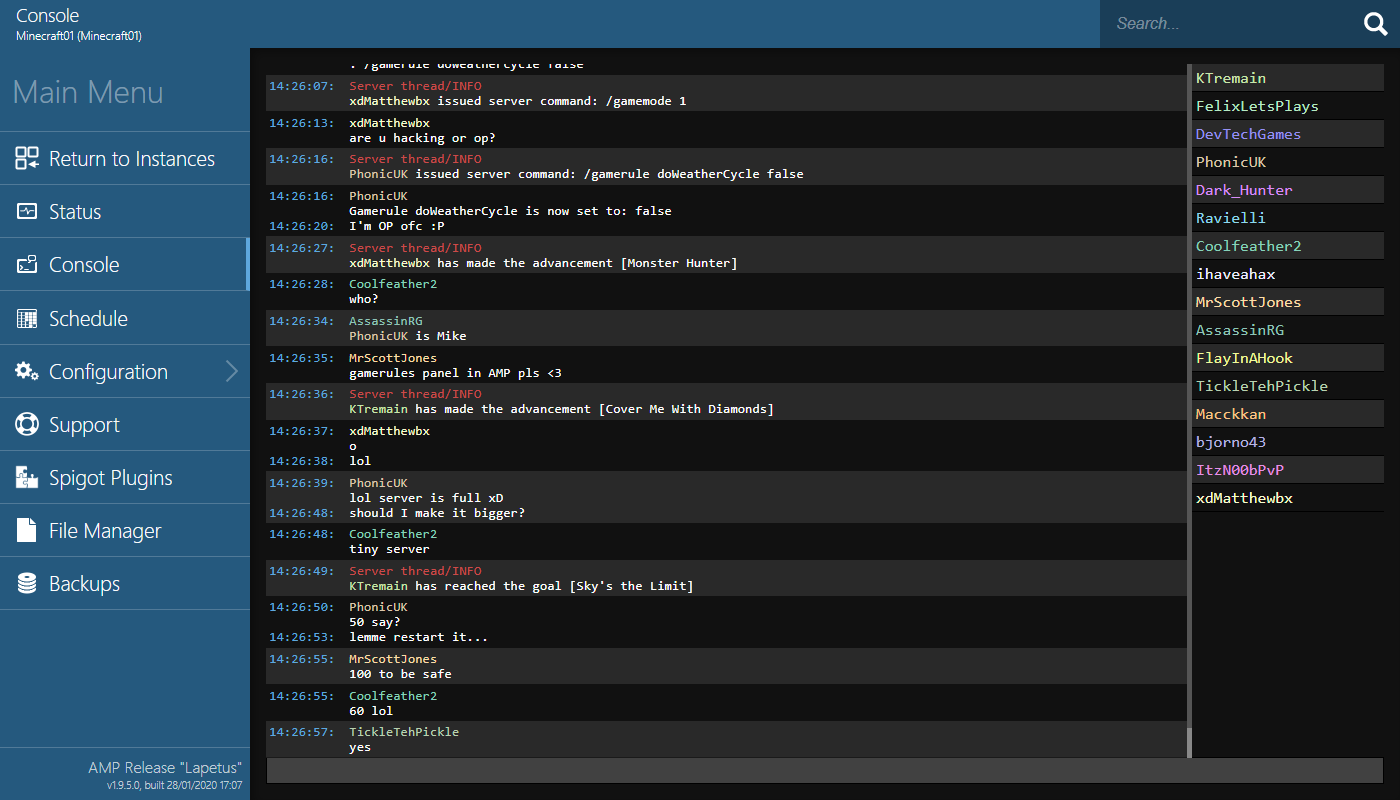 Console
Minecraft01 (Minecraft01)
Search...
Main Menu
Return to Instances
Status
Console
Schedule
Configuration
Support
Spigot Plugins
File Manager
Backups
AMP Release "Lapetus"
v1.9.5.0, built 28/01/2020 17:07
: /gamerule doWeatherCycle false
14:26:07: Server thread/INFO
xdMatthewbx issued server command: /gamemode 1
14:26:13: xdMatthewbx
are u hacking or op?
14:26:16: Server thread/INFO
PhonicUK issued server command: /gamerule doWeatherCycle false
14:26:16: PhonicUK
Gamerule doWeatherCycle is now set to: false
14:26:20: I'm OP ofc :P
14:26:27: Server thread/INFO
xdMatthewbx has made the advancement [Monster Hunter]
14:26:28: Coolfeather2
who?
14:26:34: AssassinRG
PhonicUK is Mike
14:26:35: MrScottJones
gamerules panel in AMP pls <3
14:26:36: Server thread/INFO
KTremain has made the advancement [Cover Me With Diamonds]
14:26:37: xdMatthewbx
o
14:26:38: lol
14:26:39: PhonicUK
lol server is full xD
14:26:48: should I make it bigger?
14:26:48: Coolfeather2
tiny server
14:26:49: Server thread/INFO
KTremain has reached the goal [Sky's the Limit]
14:26:50: PhonicUK
50 say?
14:26:53: lemme restart it...
14:26:55: MrScottJones
100 to be safe
14:26:55: Coolfeather2
60 lol
14:26:57: TickleTehPickle
yes
KTremain
FelixLetsPlays
DevTechGames
PhonicUK
Dark_Hunter
Ravielli
Coolfeather2
ihaveahax
MrScottJones
AssassinRG
FlayInAHook
TickleTehPickle
Macckkan
bjorno43
ItzN00bPvP
xdMatthewbx